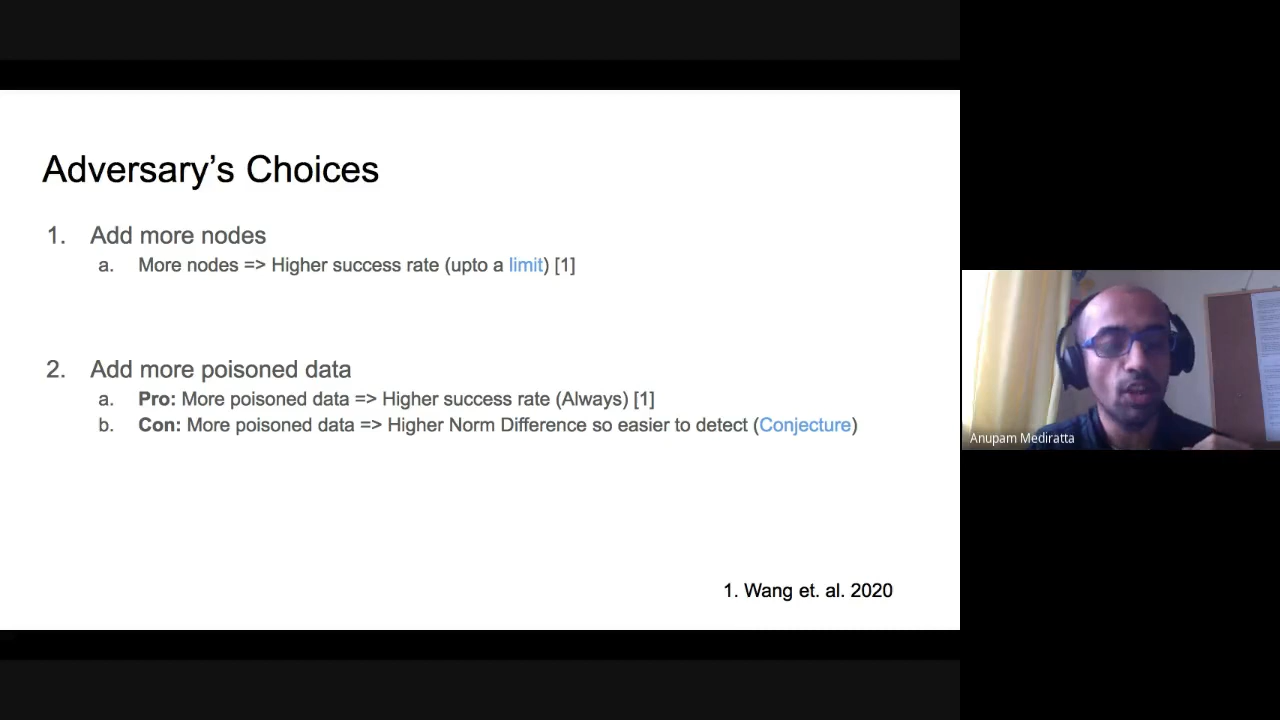 Adversary's Choices
1. Add more nodes
a. More nodes => Higher success rate (upto a limit) [1]
2. Add more poisoned data
a. Pro: More poisoned data => Higher success rate (Always) [1]
b. Con: More poisoned data => Higher Norm Difference so easier to detect (Conjecture)
1. Wang et. al. 2020
Anupam Mediratta